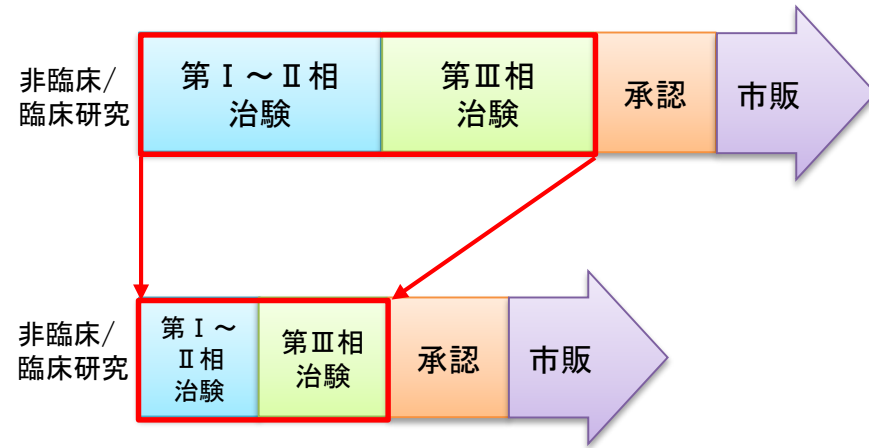 非臨床/
臨床研究
第Ⅰ～Ⅱ相
治験
第Ⅲ相
治験
承認
市販
非臨床/
臨床研究
第Ⅰ～
Ⅱ相
治験
第Ⅲ相
治験
承認
市販